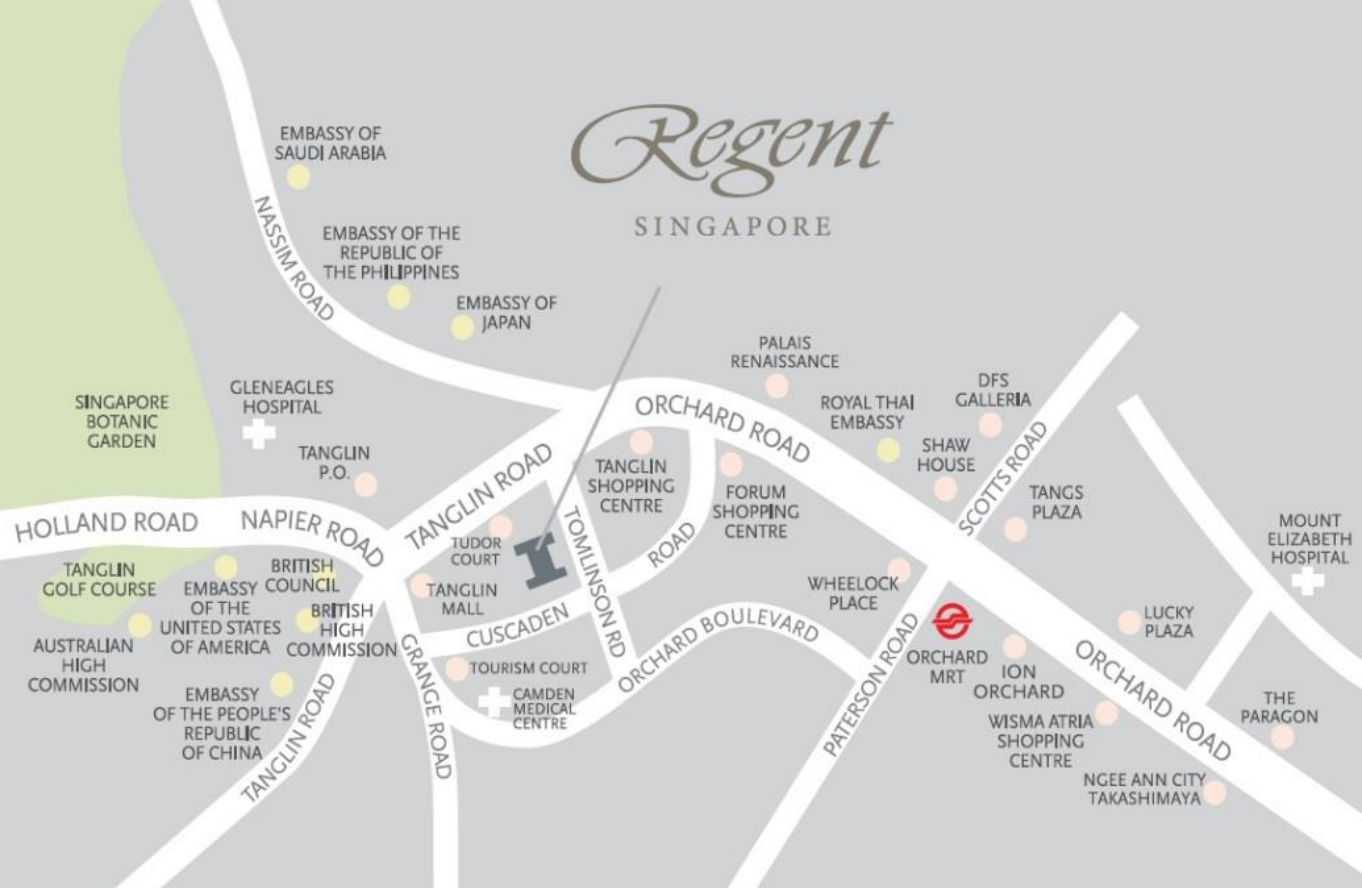 Regent
SINGAPORE
EMBASSY OF
SAUDI ARABIA
NASSIM ROAD
EMBASSY OF THE
REPUBLIC OF
THE PHILIPPINES
EMBASSY OF
JAPAN
PALAIS
RENAISSANCE
GLENEAGLES
HOSPITAL
SINGAPORE
BOTANIC
GARDEN
TANGLIN
P.O.
ORCHARD ROAD
ROYAL THAI
EMBASSY
DFS
GALLERIA
SHAW
HOUSE
SCOTTS ROAD
TANGS
PLAZA
MOUNT
ELIZABETH
HOSPITAL
HOLLAND ROAD
NAPIER ROAD
TANGLIN ROAD
TANGLIN
SHOPPING
CENTRE
FORUM
SHOPPING
CENTRE
TUDOR
COURT
TOMLINSON RD
TANGLIN
MALL
CUSCADEN
ROAD
TANGLIN
GOLF COURSE
EMBASSY
OF THE
UNITED STATES
OF AMERICA
BRITISH
COUNCIL
BRITISH
HIGH
COMMISSION
AUSTRALIAN
HIGH
COMMISSION
EMBASSY
OF THE PEOPLE'S
REPUBLIC
OF CHINA
TANGLIN ROAD
GRANGE ROAD
TOURISM COURT
CAMDEN
MEDICAL
CENTRE
ORCHARD BOULEVARD
WHEELOCK
PLACE
PATERSON ROAD
ORCHARD
MRT
ION
ORCHARD
LUCKY
PLAZA
ORCHARD ROAD
WISMA ATRIA
SHOPPING
CENTRE
NGEE ANN CITY
TAKASHIMAYA
THE
PARAGON